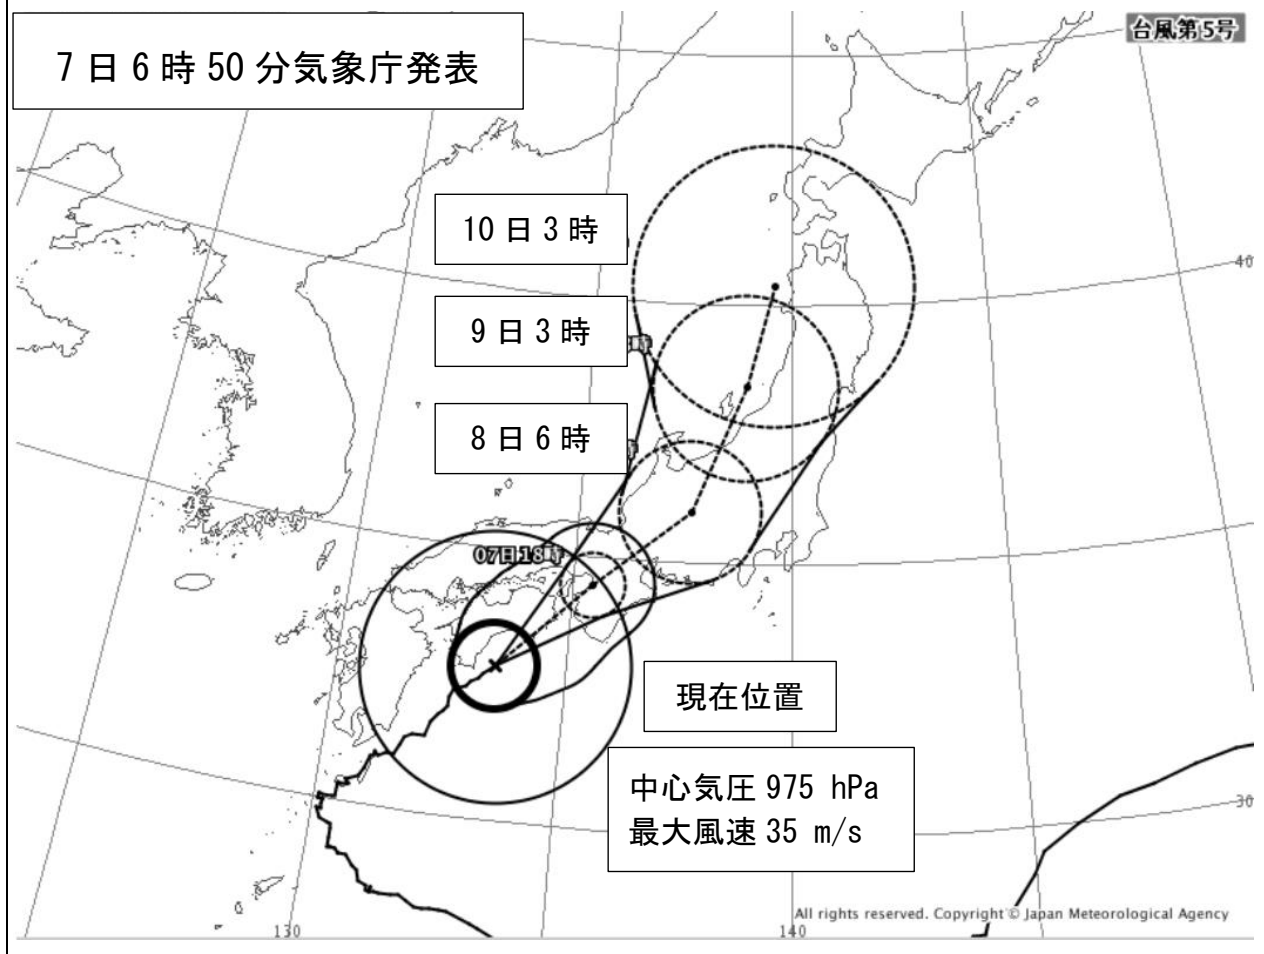 7日6時50分気象庁発表
台風第5号
10日3時
40
9日3時
8日6時
07日18時
現在位置
中心気圧 975 hPa
最大風速 35 m/s
30
All rights reserved. Copyright © Japan Meteorological Agency
130
140